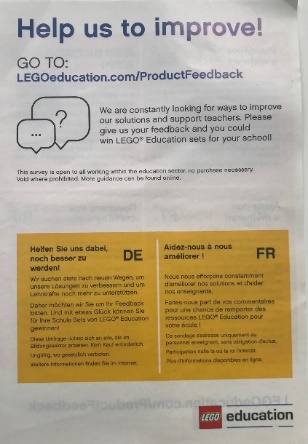 Help us to improve!
GO TO:
LEGOeducation.com/ProductFeedback
?
...
We are constantly looking for ways to improve
our solutions and support teachers. Please
give us your feedback and you could
win LEGO® Education sets for your school!
This survey is open to all working within the education sector, no purchase necessary.
Void where prohibited. More guidance can be found online.
Helfen Sie uns dabei,
noch besser zu
werden!
DE
Wir suchen stets nach neuen Wegen, um
unsere Lösungen zu verbessern und um
Lehrkräfte noch mehr zu unterstützen.
Daher möchten wir Sie um Ihr Feedback
bitten. Und mit etwas Glück können Sie
für Ihre Schule Sets von LEGO® Education
gewinnen!
Diese Umfrage richtet sich an alle, die im
Bildungssektor arbeiten. Kein Kauf erforderlich.
Ungültig, wo gesetzlich verboten.
Weitere Informationen finden Sie im Internet.
Aidez-nous à nous
améliorer !
FR
Nous nous efforçons constamment
d'améliorer nos solutions et d'aider
nos enseignants.
Faites-nous part de vos commentaires
pour une chance de remporter des
ressources LEGO® Education pour
votre école !
Ce sondage s'adresse uniquement au
personnel enseignant, sans obligation d'achat.
Participation nulle là où la loi l'interdit.
Plus d'informations disponibles en ligne.
LEGO education